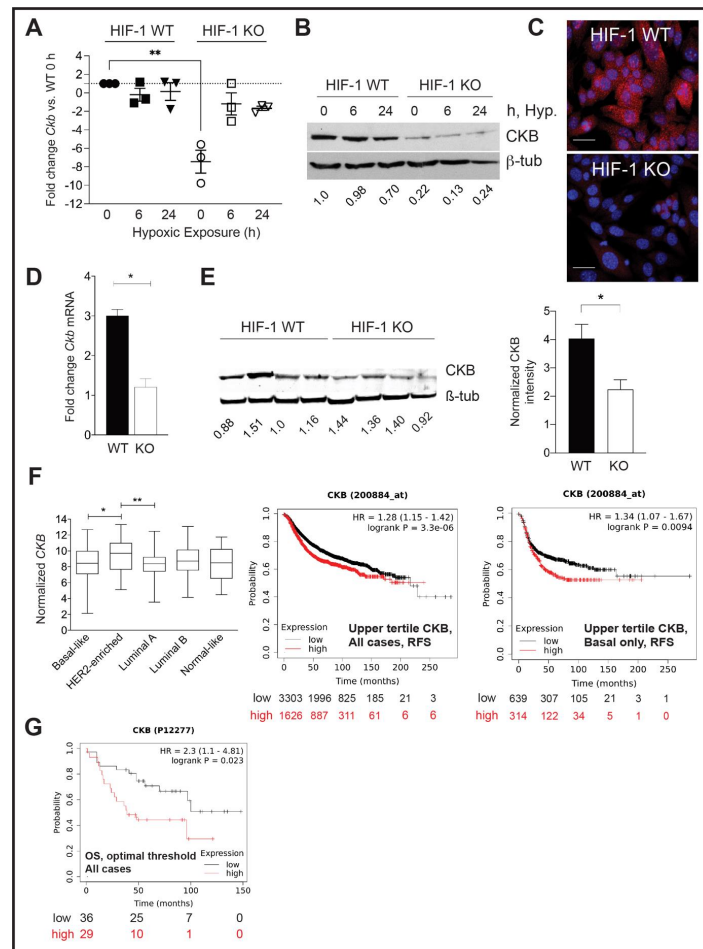 A
HIF-1 WT HIF-1 KO
**
Fold change Ckb vs. WT 0 h
2
0
-2
-4
-6
-8
-10
-12
0 6 24 0 6 24
Hypoxic Exposure (h)
B
HIF-1 WT HIF-1 KO
0 6 24 0 6 24 h, Hyp.
CKB
β-tub
1.0 0.98 0.70 0.22 0.13 0.24
C
HIF-1 WT
HIF-1 KO
*
Normalized CKB
intensity
5
4
3
2
1
0
WT KO
D
*
Fold change Ckb mRNA
4
3
2
1
0
WT KO
E
HIF-1 WT HIF-1 KO
CKB
ß-tub
0.88 1.51 1.0 1.16 1.44 1.36 1.40 0.92
F
* **
Normalized CKB
14
12
10
8
6
4
2
0
Basal-like
HER2-enriched
Luminal A
Luminal B
Normal-like
CKB (200884_at)
HR = 1.28 (1.15 - 1.42)
logrank P = 3.3e-06
Probability
1.0
0.8
0.6
0.4
0.2
0.0
Expression
low
high
Upper tertile CKB,
All cases, RFS
0 50 100 150 200 250
Time (months)
low 3303 1996 825 185 21 3
high 1626 887 311 61 6 6
CKB (200884_at)
HR = 1.34 (1.07 - 1.67)
logrank P = 0.0094
Probability
1.0
0.8
0.6
0.4
0.2
0.0
Expression
low
high
Upper tertile CKB,
Basal only, RFS
0 50 100 150 200 250
Time (months)
low 639 307 105 21 3 1
high 314 122 34 5 1 0
G
CKB (P12277)
HR = 2.3 (1.1 - 4.81)
logrank P = 0.023
Probability
1.0
0.8
0.6
0.4
0.2
0.0
OS, optimal threshold
All cases
Expression
low
high
0 50 100 150
Time (months)
low 36 25 7 0
high 29 10 1 0